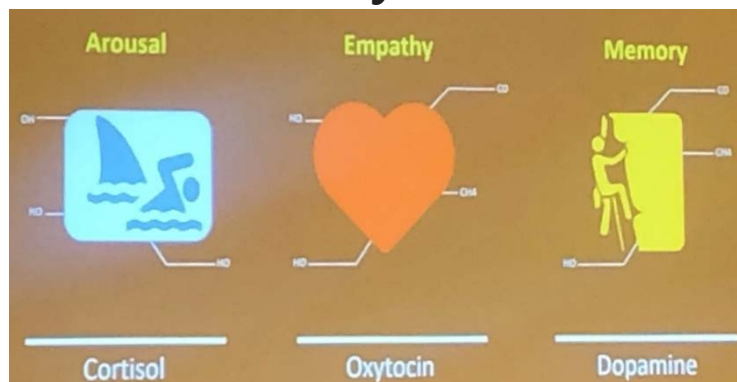 Arousal
Empathy
Memory
OH
HO
HO
HO
CO
CH4
HO
CO
CH4
HO
Cortisol
Oxytocin
Dopamine